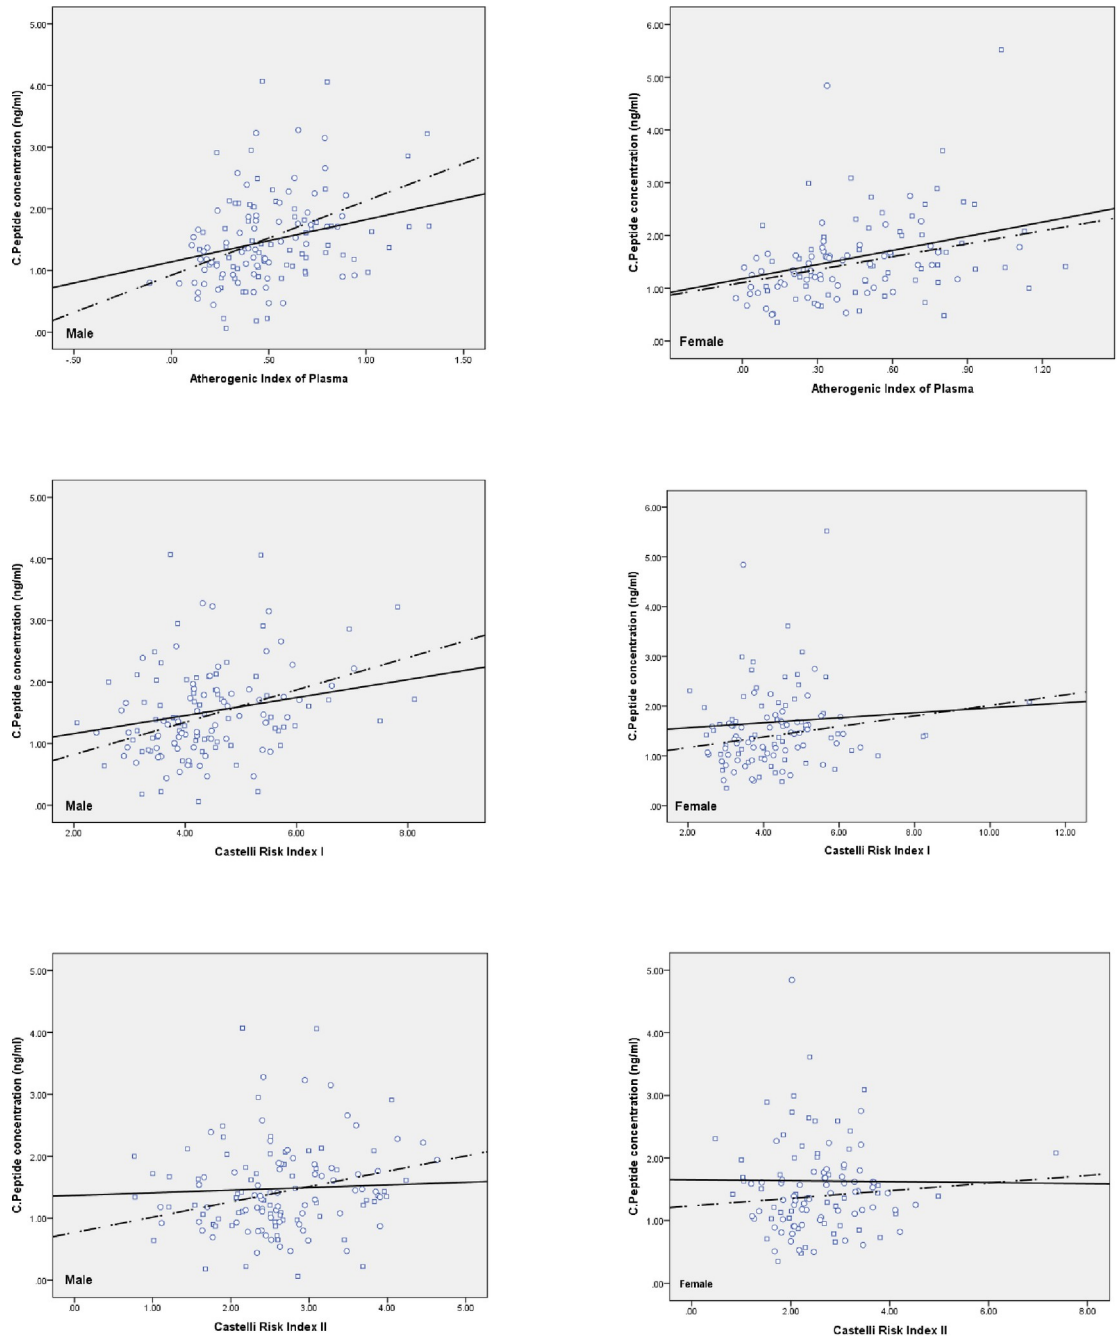 C.Peptide concentration (ng/ml)
5.00
4.00
3.00
2.00
1.00
.00
Male
-.50 .00 .50 1.00 1.50
Atherogenic Index of Plasma
C.Peptide concentration (ng/ml)
6.00
5.00
4.00
3.00
2.00
1.00
.00
Female
.00 .30 .60 .90 1.20
Atherogenic Index of Plasma
C.Peptide concentration (ng/ml)
5.00
4.00
3.00
2.00
1.00
.00
Male
2.00 4.00 6.00 8.00
Castelli Risk Index I
C.Peptide concentration (ng/ml)
6.00
5.00
4.00
3.00
2.00
1.00
.00
Female
2.00 4.00 6.00 8.00 10.00 12.00
Castelli Risk Index I
C.Peptide concentration (ng/ml)
5.00
4.00
3.00
2.00
1.00
.00
Male
.00 1.00 2.00 3.00 4.00 5.00
Castelli Risk Index II
C.Peptide concentration (ng/ml)
5.00
4.00
3.00
2.00
1.00
.00
Female
.00 2.00 4.00 6.00 8.00
Castelli Risk Index II